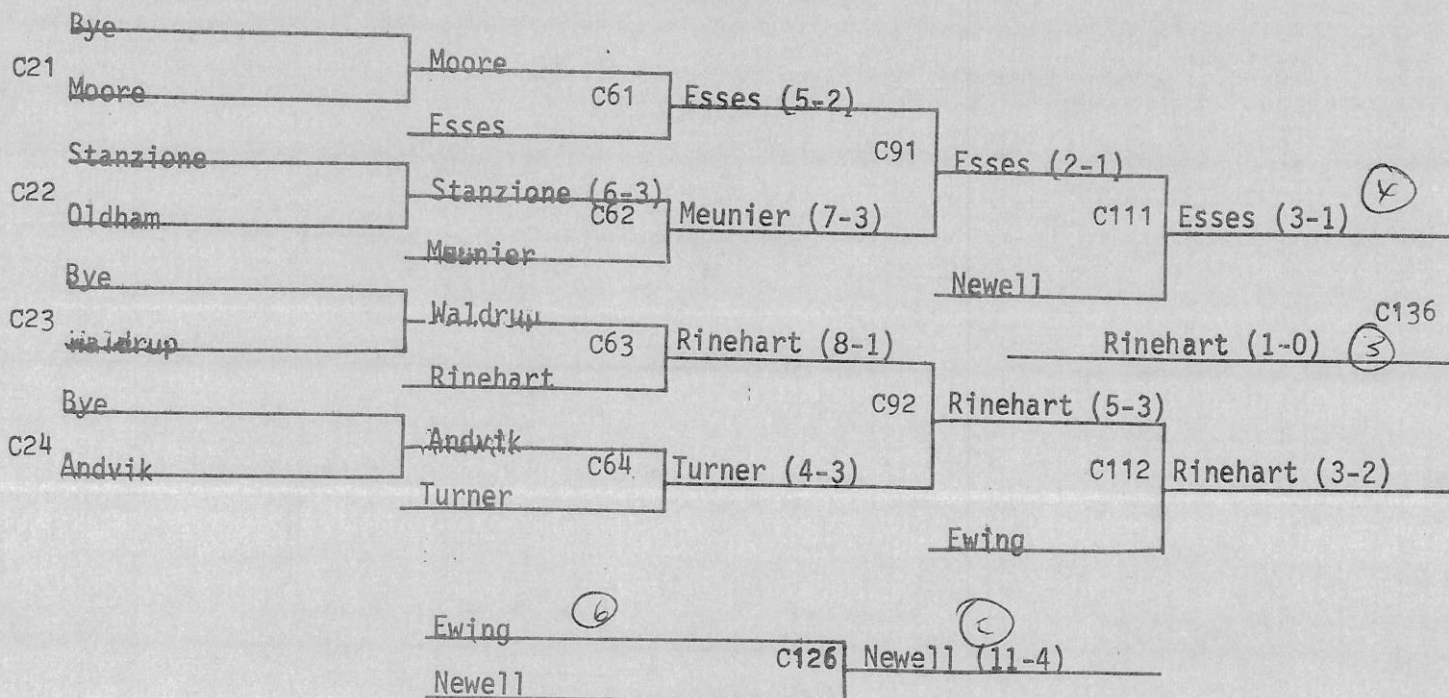 Bye
C21
Moore
Moore
C61
Esses (5-2)
Esses
Stanzione
C91
Esses (2-1)
C22
Stanzione (6-3)
C62
Oldham
Meunier (7-3)
C111
Esses (3-1) 4
Meunier
Bye
Newell
C23
Waldrup
C136
Waldrup
C63
Rinehart (8-1)
Rinehart (1-0) 3
Rinehart
Bye
C92
Rinehart (5-3)
C24
Andvik
Andvik
C64
Turner (4-3)
C112
Rinehart (3-2)
Turner
Ewing
Ewing 6
C126
Newell (11-4)
Newell